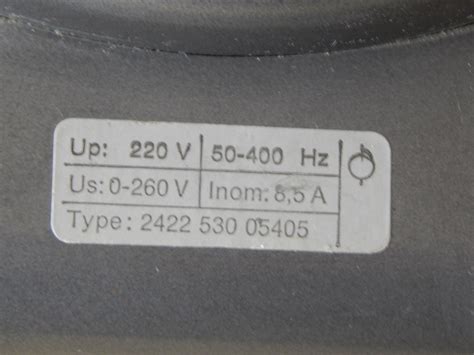 Up: 220 V 50-400 Hz
Us: 0-260 V Inom: 8,5 A
Type: 2422 530 05405